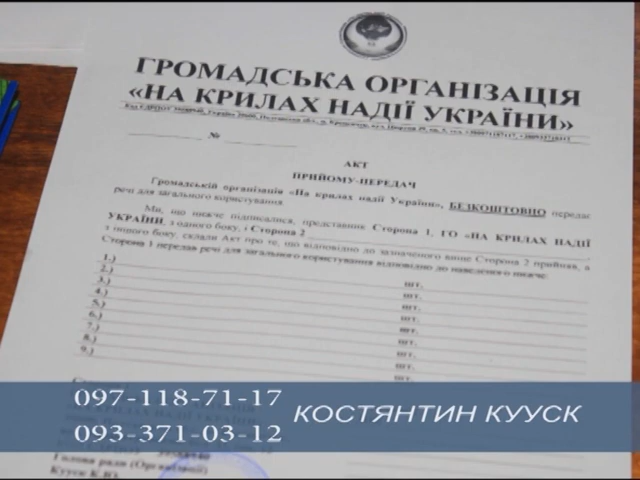 ГРОМАДСЬКА ОРГАНІЗАЦІЯ
«НА КРИЛАХ НАДІЇ УКРАЇНИ»
№
АКТ
ПРИЙОМУ-ПЕРЕДАЧ
Громадській організація «На крилах надії України», БЕЗКОШТОВНО передає
речі для загального користування
Ми, що нижче підписалися, представник Сторона 1, ГО «НА КРИЛАХ НАДІЇ
УКРАЇНИ, з одного боку, і Сторона 2
з іншого боку, склали Акт про те, що відповідно до зазначеного вище Сторона 2 прийняв, а
Сторона 1 передав речі для загального користування відповідно до наведеного нижче:
1.) шт.
2.) шт.
3.) шт.
4.) шт.
5.) шт.
6.) шт.
7.) шт.
8.) шт.
9.) шт.
097-118-71-17
093-371-03-12
КОСТЯНТИН КУУСК
Голова ради (Організації)
Кууск К.Ю.